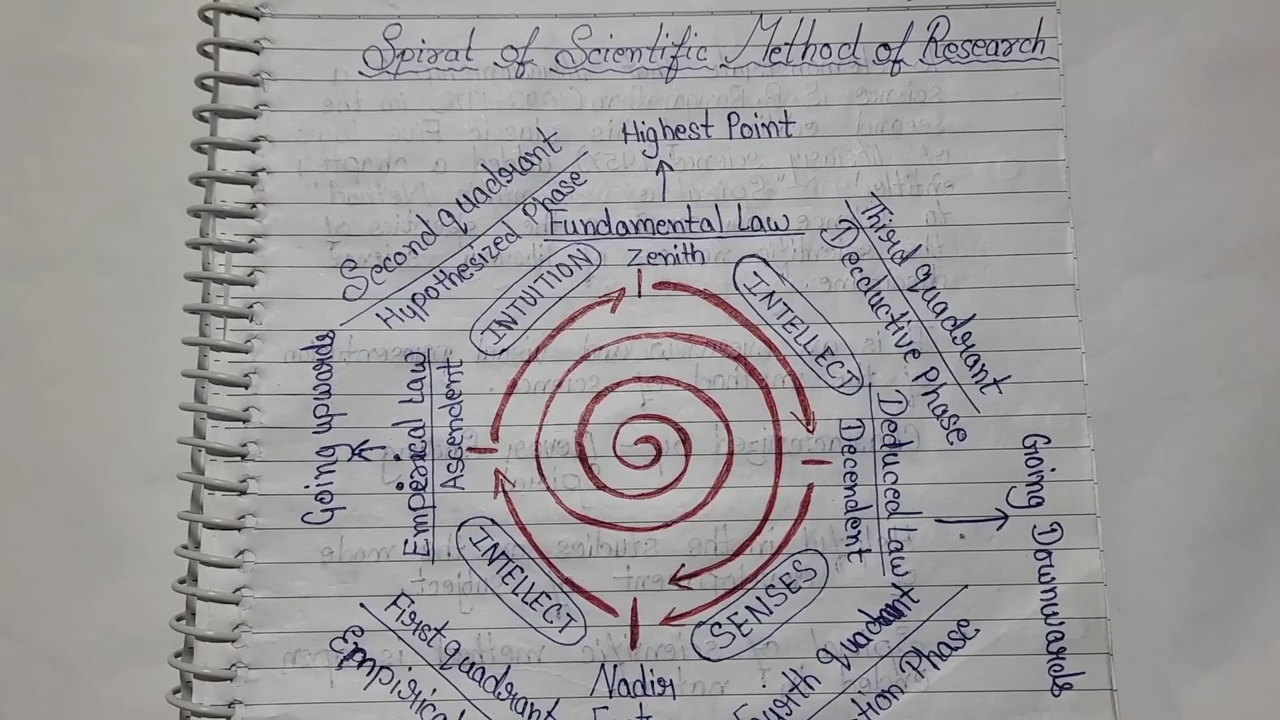 Spiral of Scientific Method of Research
Highest Point
Fundamental Law
Zenith
Second quadrant
Hypothesized Phase
INTUITION
Third quadrant
Deductive Phase
INTELLECT
Going upwards
Emperical Law
Ascendent
Deduced Law
Decendent
Going Downwards
INTELLECT
First quadrant
Empirical
SENSES
Fourth quadrant
Phase
Nadir